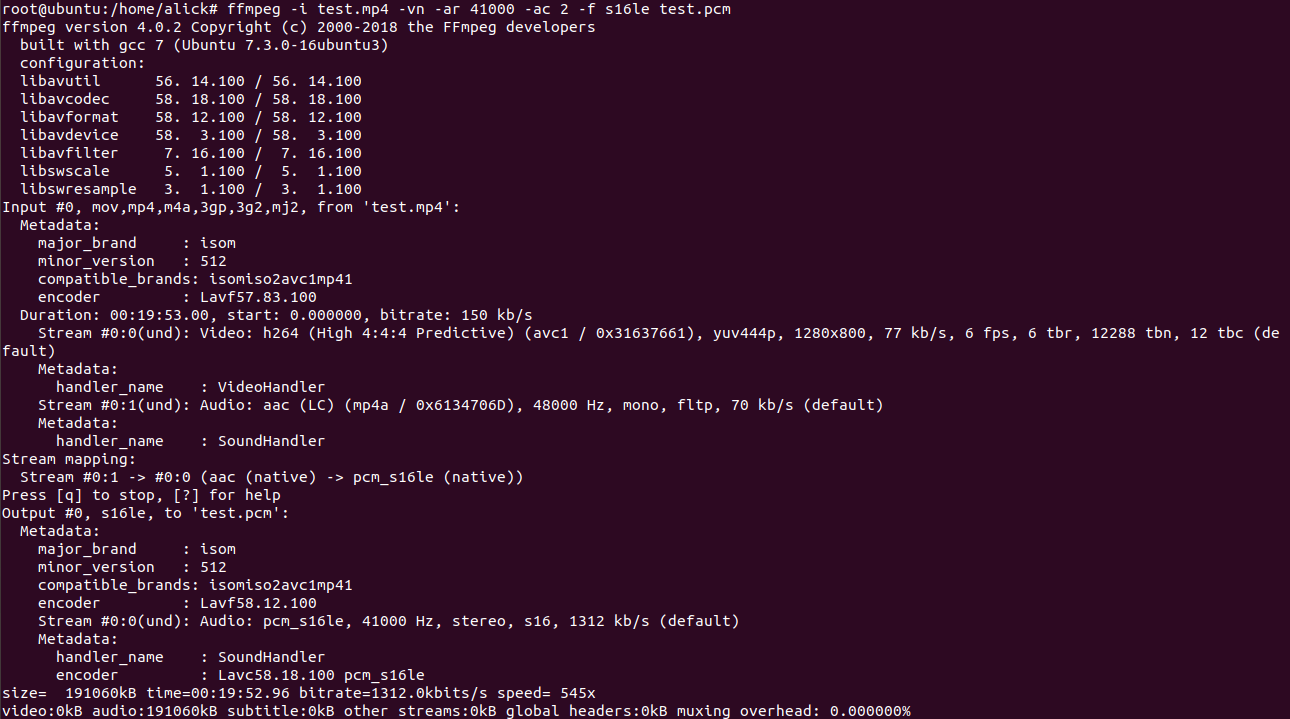 root@ubuntu:/home/alick# ffmpeg -i test.mp4 -vn -ar 41000 -ac 2 -f s16le test.pcm
ffmpeg version 4.0.2 Copyright (c) 2000-2018 the FFmpeg developers
  built with gcc 7 (Ubuntu 7.3.0-16ubuntu3)
  configuration:
  libavutil      56. 14.100 / 56. 14.100
  libavcodec     58. 18.100 / 58. 18.100
  libavformat    58. 12.100 / 58. 12.100
  libavdevice    58.  3.100 / 58.  3.100
  libavfilter     7. 16.100 /  7. 16.100
  libswscale      5.  1.100 /  5.  1.100
  libswresample   3.  1.100 /  3.  1.100
Input #0, mov,mp4,m4a,3gp,3g2,mj2, from 'test.mp4':
  Metadata:
    major_brand     : isom
    minor_version   : 512
    compatible_brands: isomiso2avc1mp41
    encoder         : Lavf57.83.100
  Duration: 00:19:53.00, start: 0.000000, bitrate: 150 kb/s
    Stream #0:0(und): Video: h264 (High 4:4:4 Predictive) (avc1 / 0x31637661), yuv444p, 1280x800, 77 kb/s, 6 fps, 6 tbr, 12288 tbn, 12 tbc (de
fault)
    Metadata:
      handler_name    : VideoHandler
    Stream #0:1(und): Audio: aac (LC) (mp4a / 0x6134706D), 48000 Hz, mono, fltp, 70 kb/s (default)
    Metadata:
      handler_name    : SoundHandler
Stream mapping:
  Stream #0:1 -> #0:0 (aac (native) -> pcm_s16le (native))
Press [q] to stop, [?] for help
Output #0, s16le, to 'test.pcm':
  Metadata:
    major_brand     : isom
    minor_version   : 512
    compatible_brands: isomiso2avc1mp41
    encoder         : Lavf58.12.100
    Stream #0:0(und): Audio: pcm_s16le, 41000 Hz, stereo, s16, 1312 kb/s (default)
    Metadata:
      handler_name    : SoundHandler
      encoder         : Lavc58.18.100 pcm_s16le
size=  191060kB time=00:19:52.96 bitrate=1312.0kbits/s speed= 545x
video:0kB audio:191060kB subtitle:0kB other streams:0kB global headers:0kB muxing overhead: 0.000000%